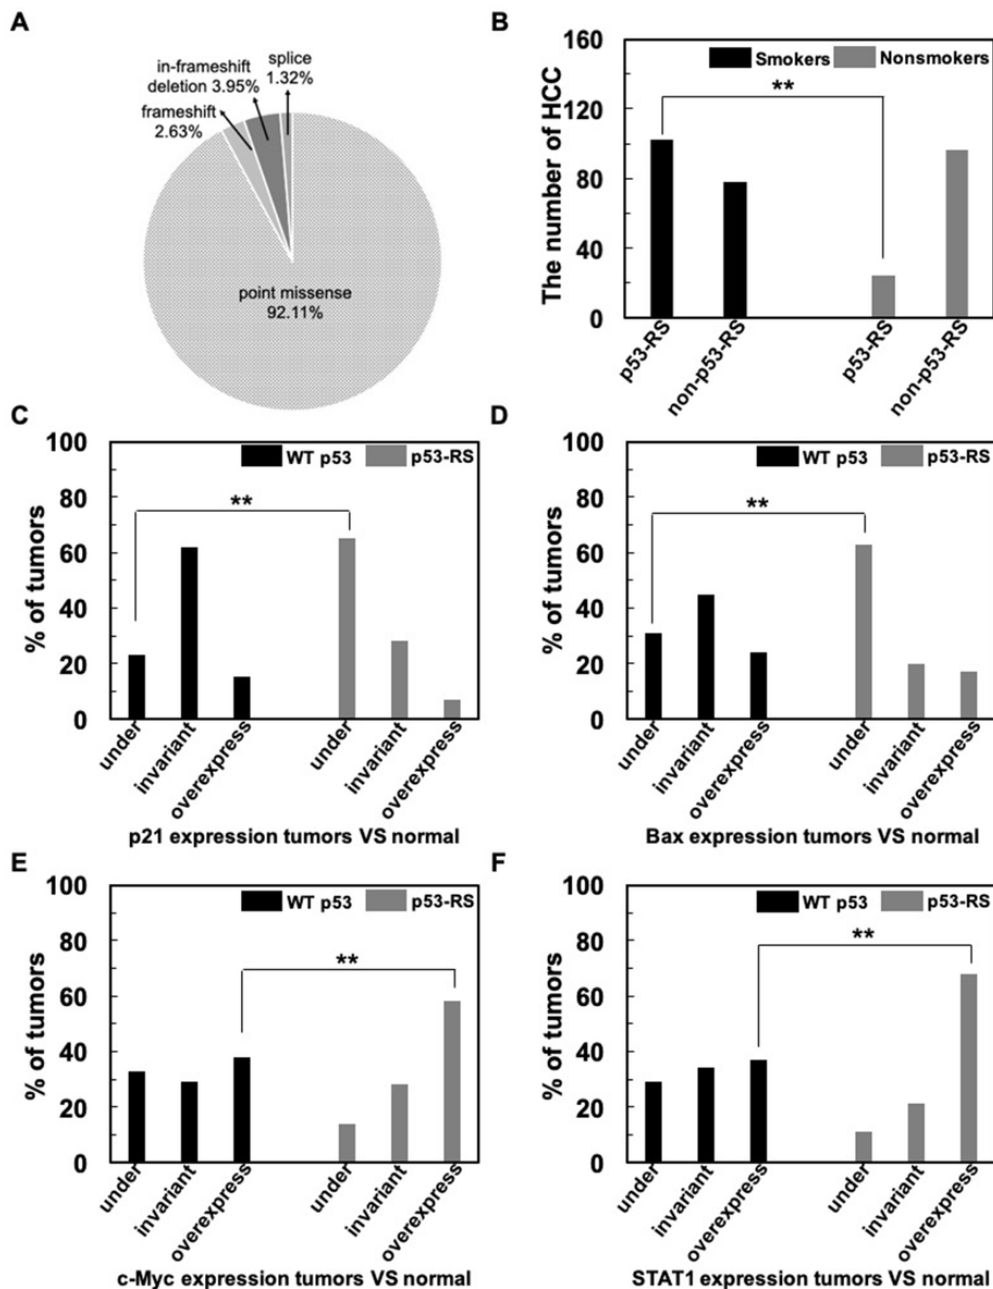 A
in-frameshift
deletion 3.95%
splice
1.32%
frameshift
2.63%
point missense
92.11%
B
The number of HCC
160
120
80
40
0
Smokers
Nonsmokers
**
p53-RS
non-p53-RS
p53-RS
non-p53-RS
C
% of tumors
100
80
60
40
20
0
WT p53
p53-RS
**
under
invariant
overexpress
under
invariant
overexpress
p21 expression tumors VS normal
D
% of tumors
100
80
60
40
20
0
WT p53
p53-RS
**
under
invariant
overexpress
under
invariant
overexpress
Bax expression tumors VS normal
E
% of tumors
100
80
60
40
20
0
WT p53
p53-RS
**
under
invariant
overexpress
under
invariant
overexpress
c-Myc expression tumors VS normal
F
% of tumors
100
80
60
40
20
0
WT p53
p53-RS
**
under
invariant
overexpress
under
invariant
overexpress
STAT1 expression tumors VS normal